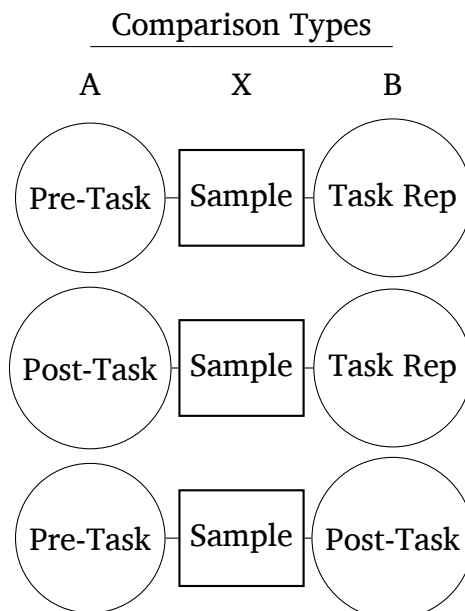 Comparison Types
A X B
Pre-Task Sample Task Rep
Post-Task Sample Task Rep
Pre-Task Sample Post-Task